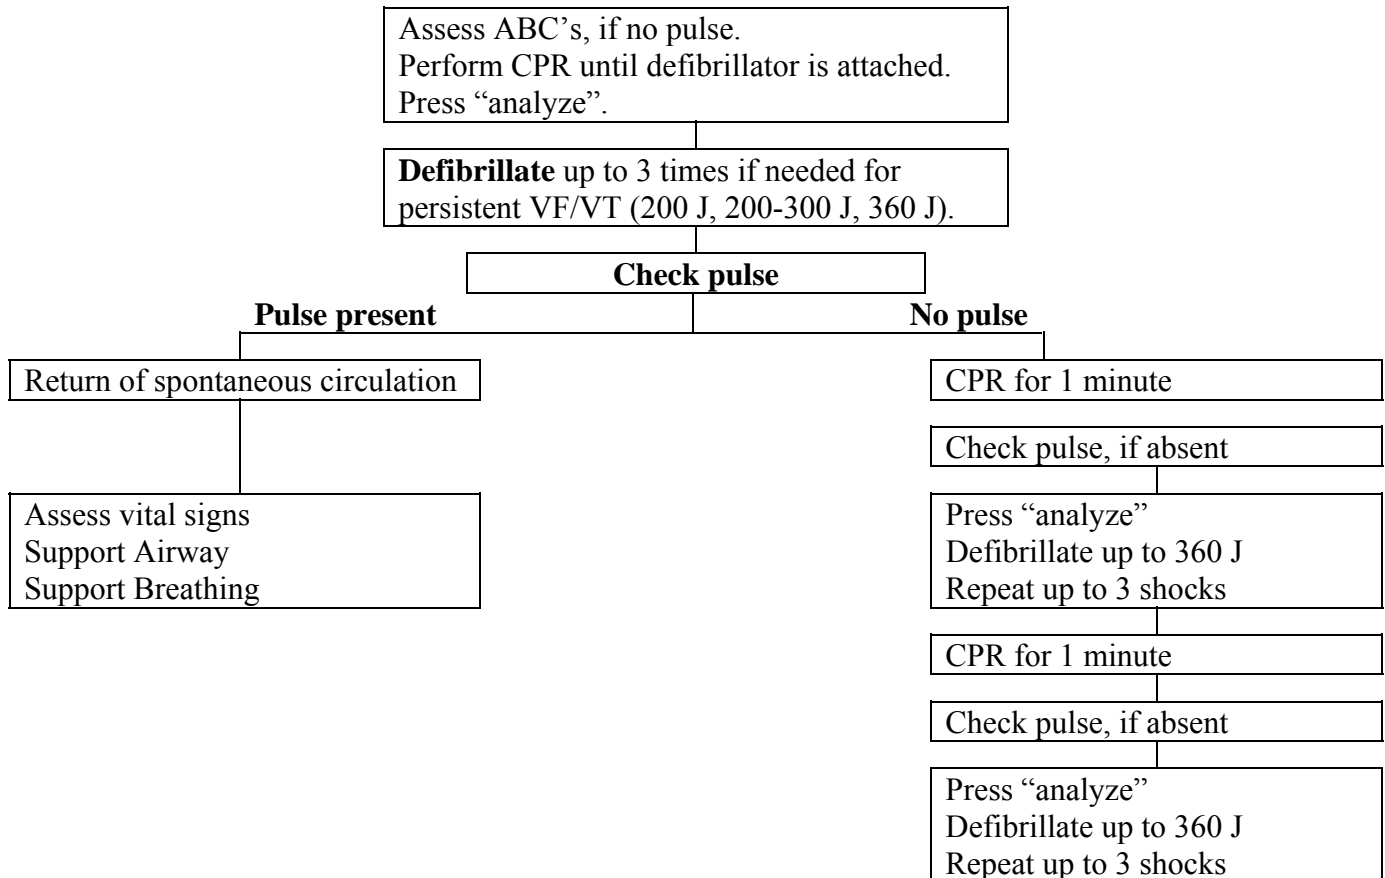 Assess ABC’s, if no pulse.
Perform CPR until defibrillator is attached.
Press “analyze”.
Defibrillate up to 3 times if needed for
persistent VF/VT (200 J, 200-300 J, 360 J).
Check pulse
Pulse present
No pulse
Return of spontaneous circulation
Assess vital signs
Support Airway
Support Breathing
CPR for 1 minute
Check pulse, if absent
Press “analyze”
Defibrillate up to 360 J
Repeat up to 3 shocks
CPR for 1 minute
Check pulse, if absent
Press “analyze”
Defibrillate up to 360 J
Repeat up to 3 shocks